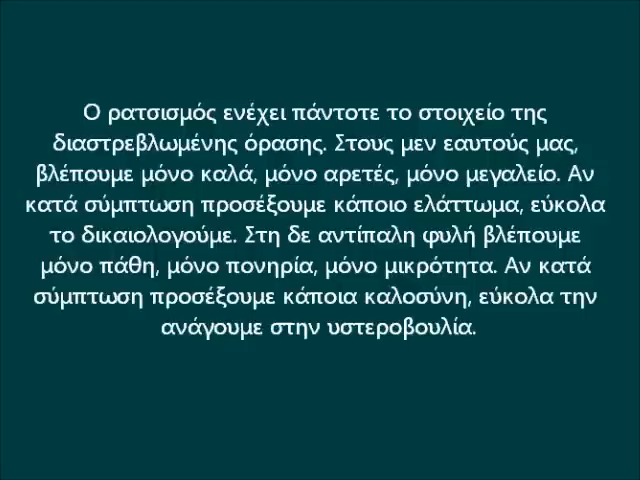 Ο ρατσισμός ενέχει πάντοτε το στοιχείο της
διαστρεβλωμένης όρασης. Στους μεν εαυτούς μας,
βλέπουμε μόνο καλά, μόνο αρετές, μόνο μεγαλείο. Αν
κατά σύμπτωση προσέξουμε κάποιο ελάττωμα, εύκολα
το δικαιολογούμε. Στη δε αντίπαλη φυλή βλέπουμε
μόνο πάθη, μόνο πονηρία, μόνο μικρότητα. Αν κατά
σύμπτωση προσέξουμε κάποια καλοσύνη, εύκολα την
ανάγουμε στην υστεροβουλία.